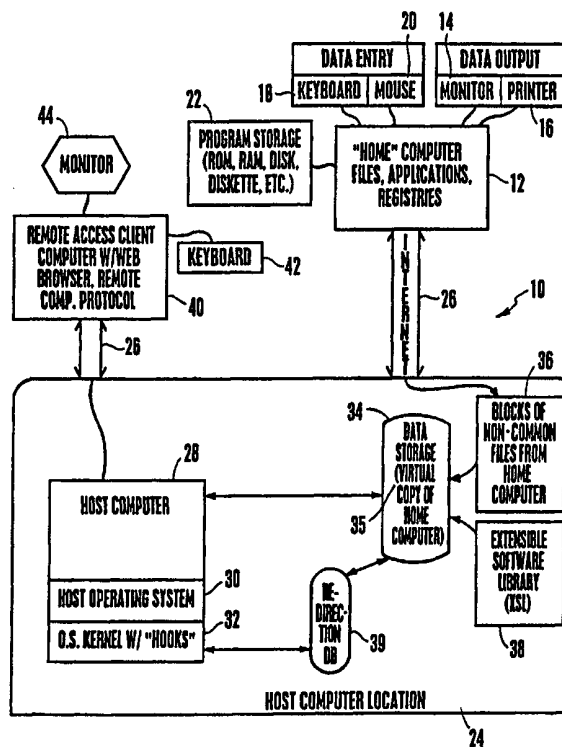 20
14
DATA ENTRY
KEYBOARD MOUSE
DATA OUTPUT
MONITOR PRINTER
18
16
22
PROGRAM STORAGE
(ROM, RAM, DISK,
DISKETTE, ETC.)
"HOME" COMPUTER
FILES, APPLICATIONS,
REGISTRIES
12
44
MONITOR
REMOTE ACCESS CLIENT
COMPUTER W/WEB
BROWSER, REMOTE
COMP. PROTOCOL
KEYBOARD
42
40
26
INTERNET
26
10
36
BLOCKS OF
NON-COMMON
FILES FROM
HOME
COMPUTER
34
DATA
STORAGE
(VIRTUAL
COPY OF
HOME
COMPUTER)
35
28
HOST COMPUTER
30
HOST OPERATING SYSTEM
32
O.S. KERNEL W/ "HOOKS"
RE-
DIREC-
TION
DB
39
EXTENSIBLE
SOFTWARE
LIBRARY
(XSL)
38
HOST COMPUTER LOCATION
24